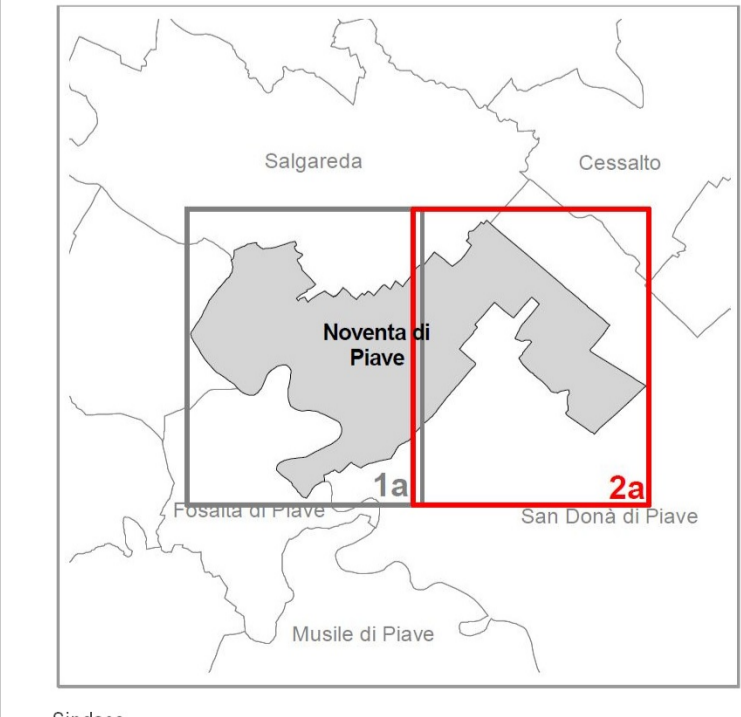 Salgareda
Cessalto
Noventa di
Piave
1a
2a
Fossalta di Piave
San Donà di Piave
Musile di Piave